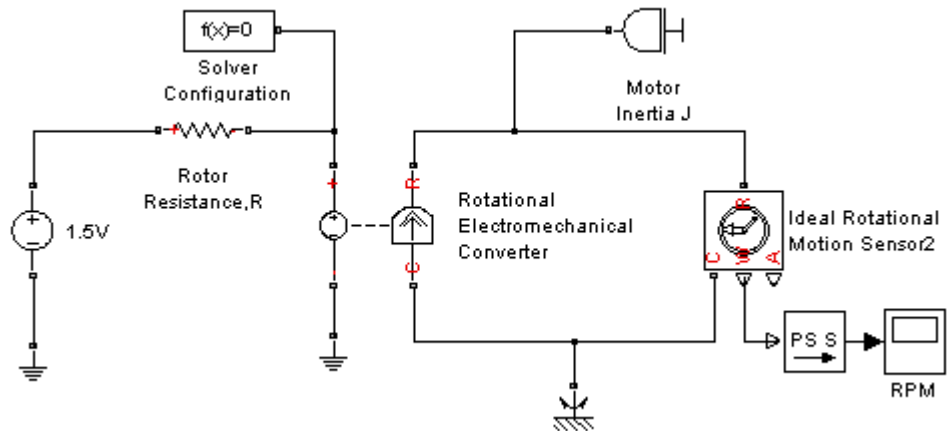 f(x)=0
Solver
Configuration
Motor
Inertia J
+
-
Rotor
Resistance,R
1.5V
+
-
R
C
Rotational
Electromechanical
Converter
R
C
W
A
Ideal Rotational
Motion Sensor2
PS S
RPM